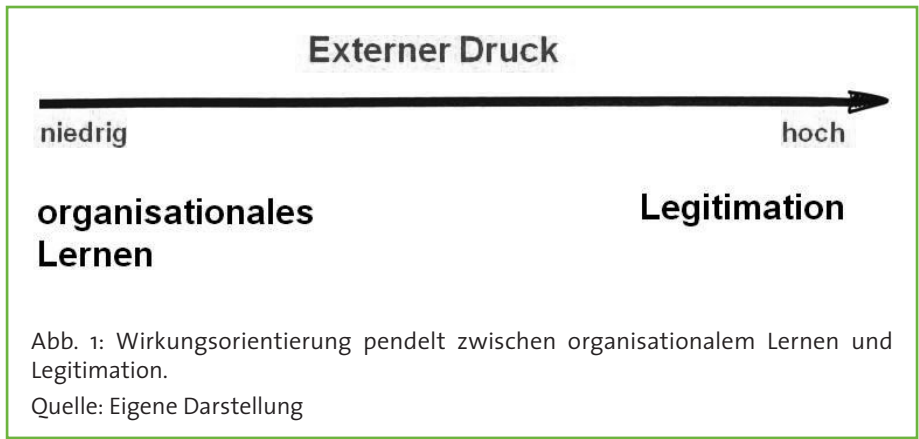 Externer Druck
niedrig
hoch
organisationales
Lernen
Legitimation
Abb. 1: Wirkungsorientierung pendelt zwischen organisationalem Lernen und
Legitimation.
Quelle: Eigene Darstellung